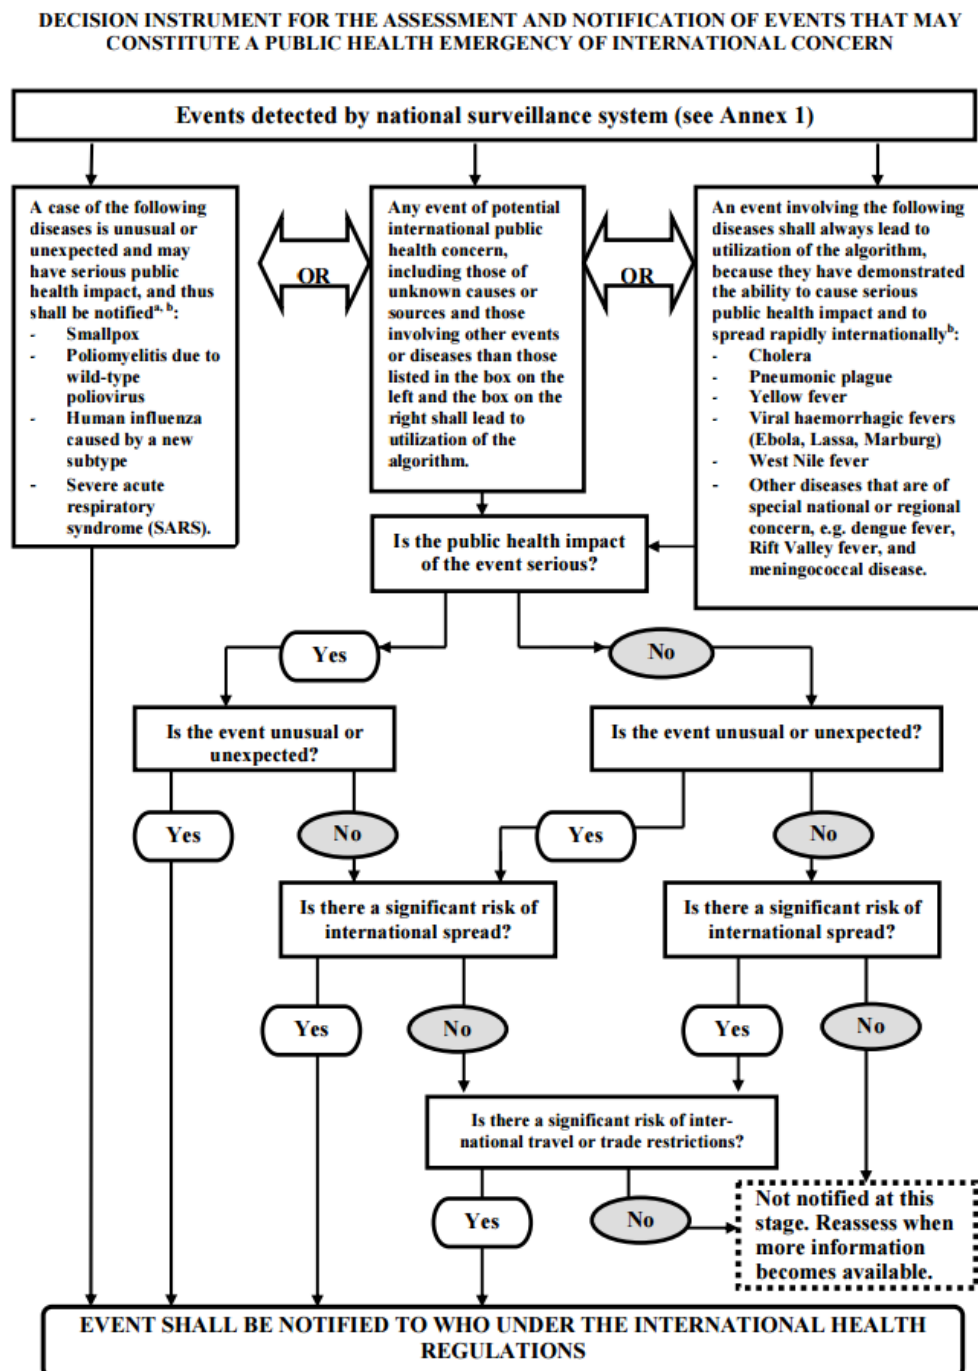 DECISION INSTRUMENT FOR THE ASSESSMENT AND NOTIFICATION OF EVENTS THAT MAY
CONSTITUTE A PUBLIC HEALTH EMERGENCY OF INTERNATIONAL CONCERN
Events detected by national surveillance system (see Annex 1)
A case of the following
diseases is unusual or
unexpected and may
have serious public
health impact, and thus
shall be notifiedᵃ, ᵇ:
- Smallpox
- Poliomyelitis due to
wild-type
poliovirus
- Human influenza
caused by a new
subtype
- Severe acute
respiratory
syndrome (SARS).
OR
Any event of potential
international public
health concern,
including those of
unknown causes or
sources and those
involving other events
or diseases than those
listed in the box on the
left and the box on the
right shall lead to
utilization of the
algorithm.
OR
An event involving the following
diseases shall always lead to
utilization of the algorithm,
because they have demonstrated
the ability to cause serious
public health impact and to
spread rapidly internationallyᵇ:
- Cholera
- Pneumonic plague
- Yellow fever
- Viral haemorrhagic fevers
(Ebola, Lassa, Marburg)
- West Nile fever
- Other diseases that are of
special national or regional
concern, e.g. dengue fever,
Rift Valley fever, and
meningococcal disease.
Is the public health impact
of the event serious?
Yes
No
Is the event unusual or
unexpected?
Is the event unusual or unexpected?
Yes
No
Yes
No
Is there a significant risk of
international spread?
Is there a significant risk of
international spread?
Yes
No
Yes
No
Is there a significant risk of inter-
national travel or trade restrictions?
Yes
No
Not notified at this
stage. Reassess when
more information
becomes available.
EVENT SHALL BE NOTIFIED TO WHO UNDER THE INTERNATIONAL HEALTH
REGULATIONS